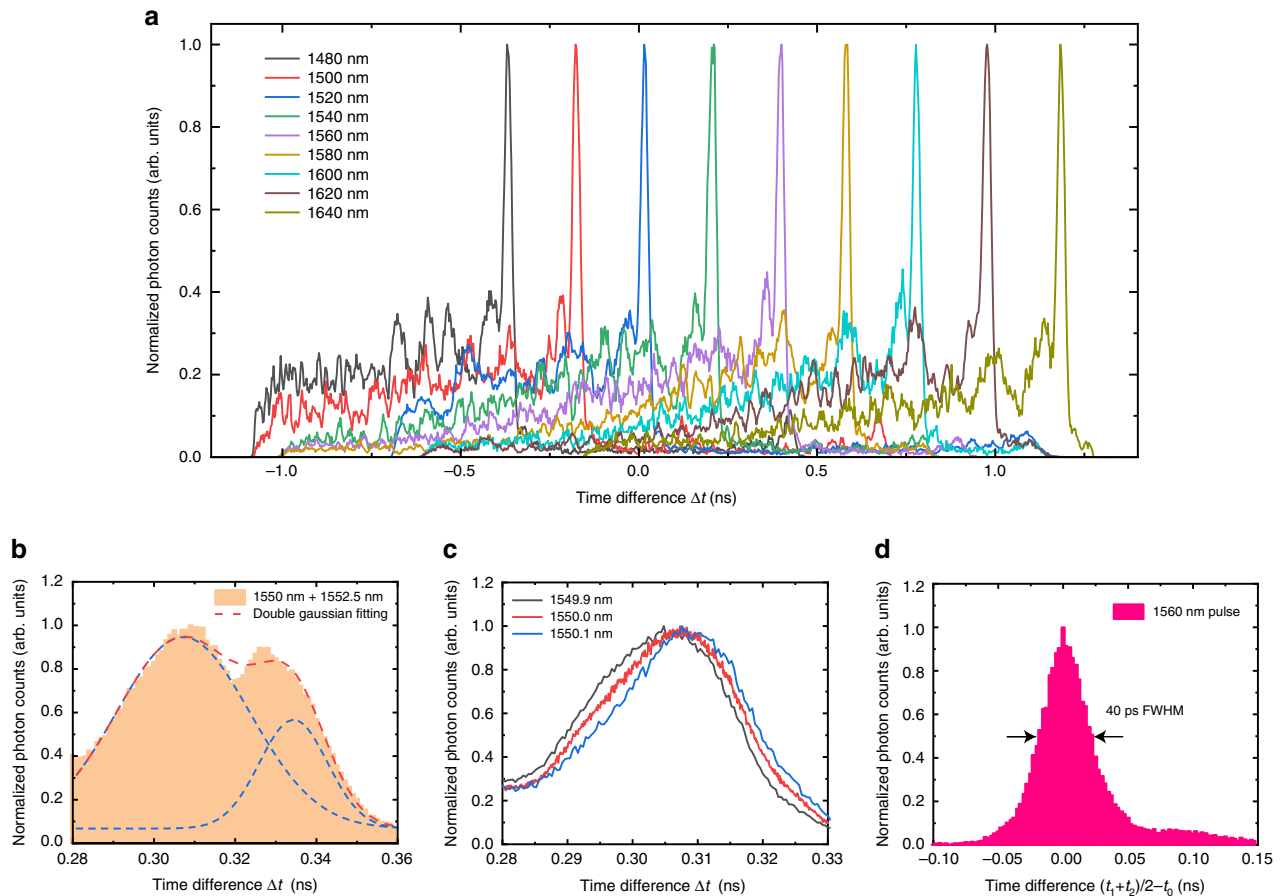 a
Normalized photon counts (arb. units)
1.0
0.8
0.6
0.4
0.2
0.0
1480 nm
1500 nm
1520 nm
1540 nm
1560 nm
1580 nm
1600 nm
1620 nm
1640 nm
−1.0 −0.5 0.0 0.5 1.0
Time difference Δt (ns)
b
Normalized photon counts (arb. units)
1.2
1.0
0.8
0.6
0.4
0.2
0.0
1550 nm + 1552.5 nm
Double gaussian fitting
0.28 0.30 0.32 0.34 0.36
Time difference Δt (ns)
c
Normalized photon counts (arb. units)
1.2
1.0
0.8
0.6
0.4
0.2
0.0
1549.9 nm
1550.0 nm
1550.1 nm
0.28 0.29 0.30 0.31 0.32 0.33
Time difference Δt (ns)
d
Normalized photon counts (arb. units)
1.2
1.0
0.8
0.6
0.4
0.2
0.0
1560 nm pulse
40 ps FWHM
−0.10 −0.05 0.00 0.05 0.10 0.15
Time difference (t₁+t₂)/2−t₀ (ns)